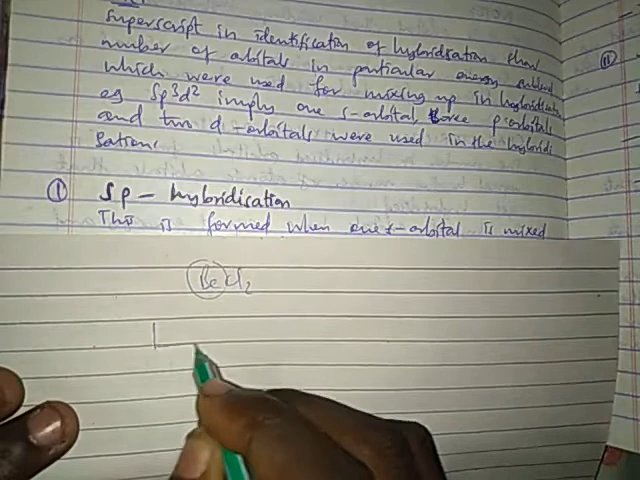 Superscript in identification of hybridisation show
number of orbitals in particular energy sublevel
which were used for mixing up in hybridisation
eg Sp³d² imply one s-orbital, three p orbitals
and two d-orbitals were used in the hybridi
sation.
① Sp - hybridisation
This is formed when one s-orbital is mixed
BeCl₂
⑪